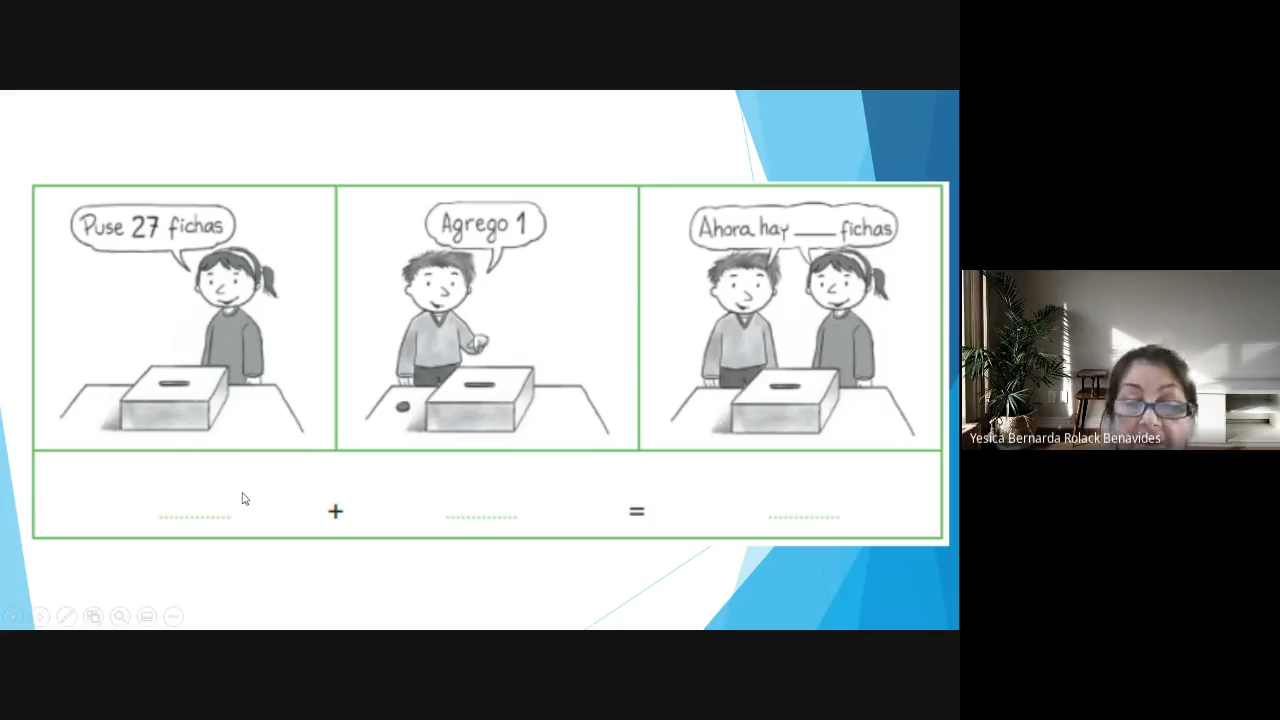 Puse 27 fichas
Agrego 1
Ahora hay ____ fichas
.............. + .............. = ..............
Yesica Bernarda Rolack Benavides